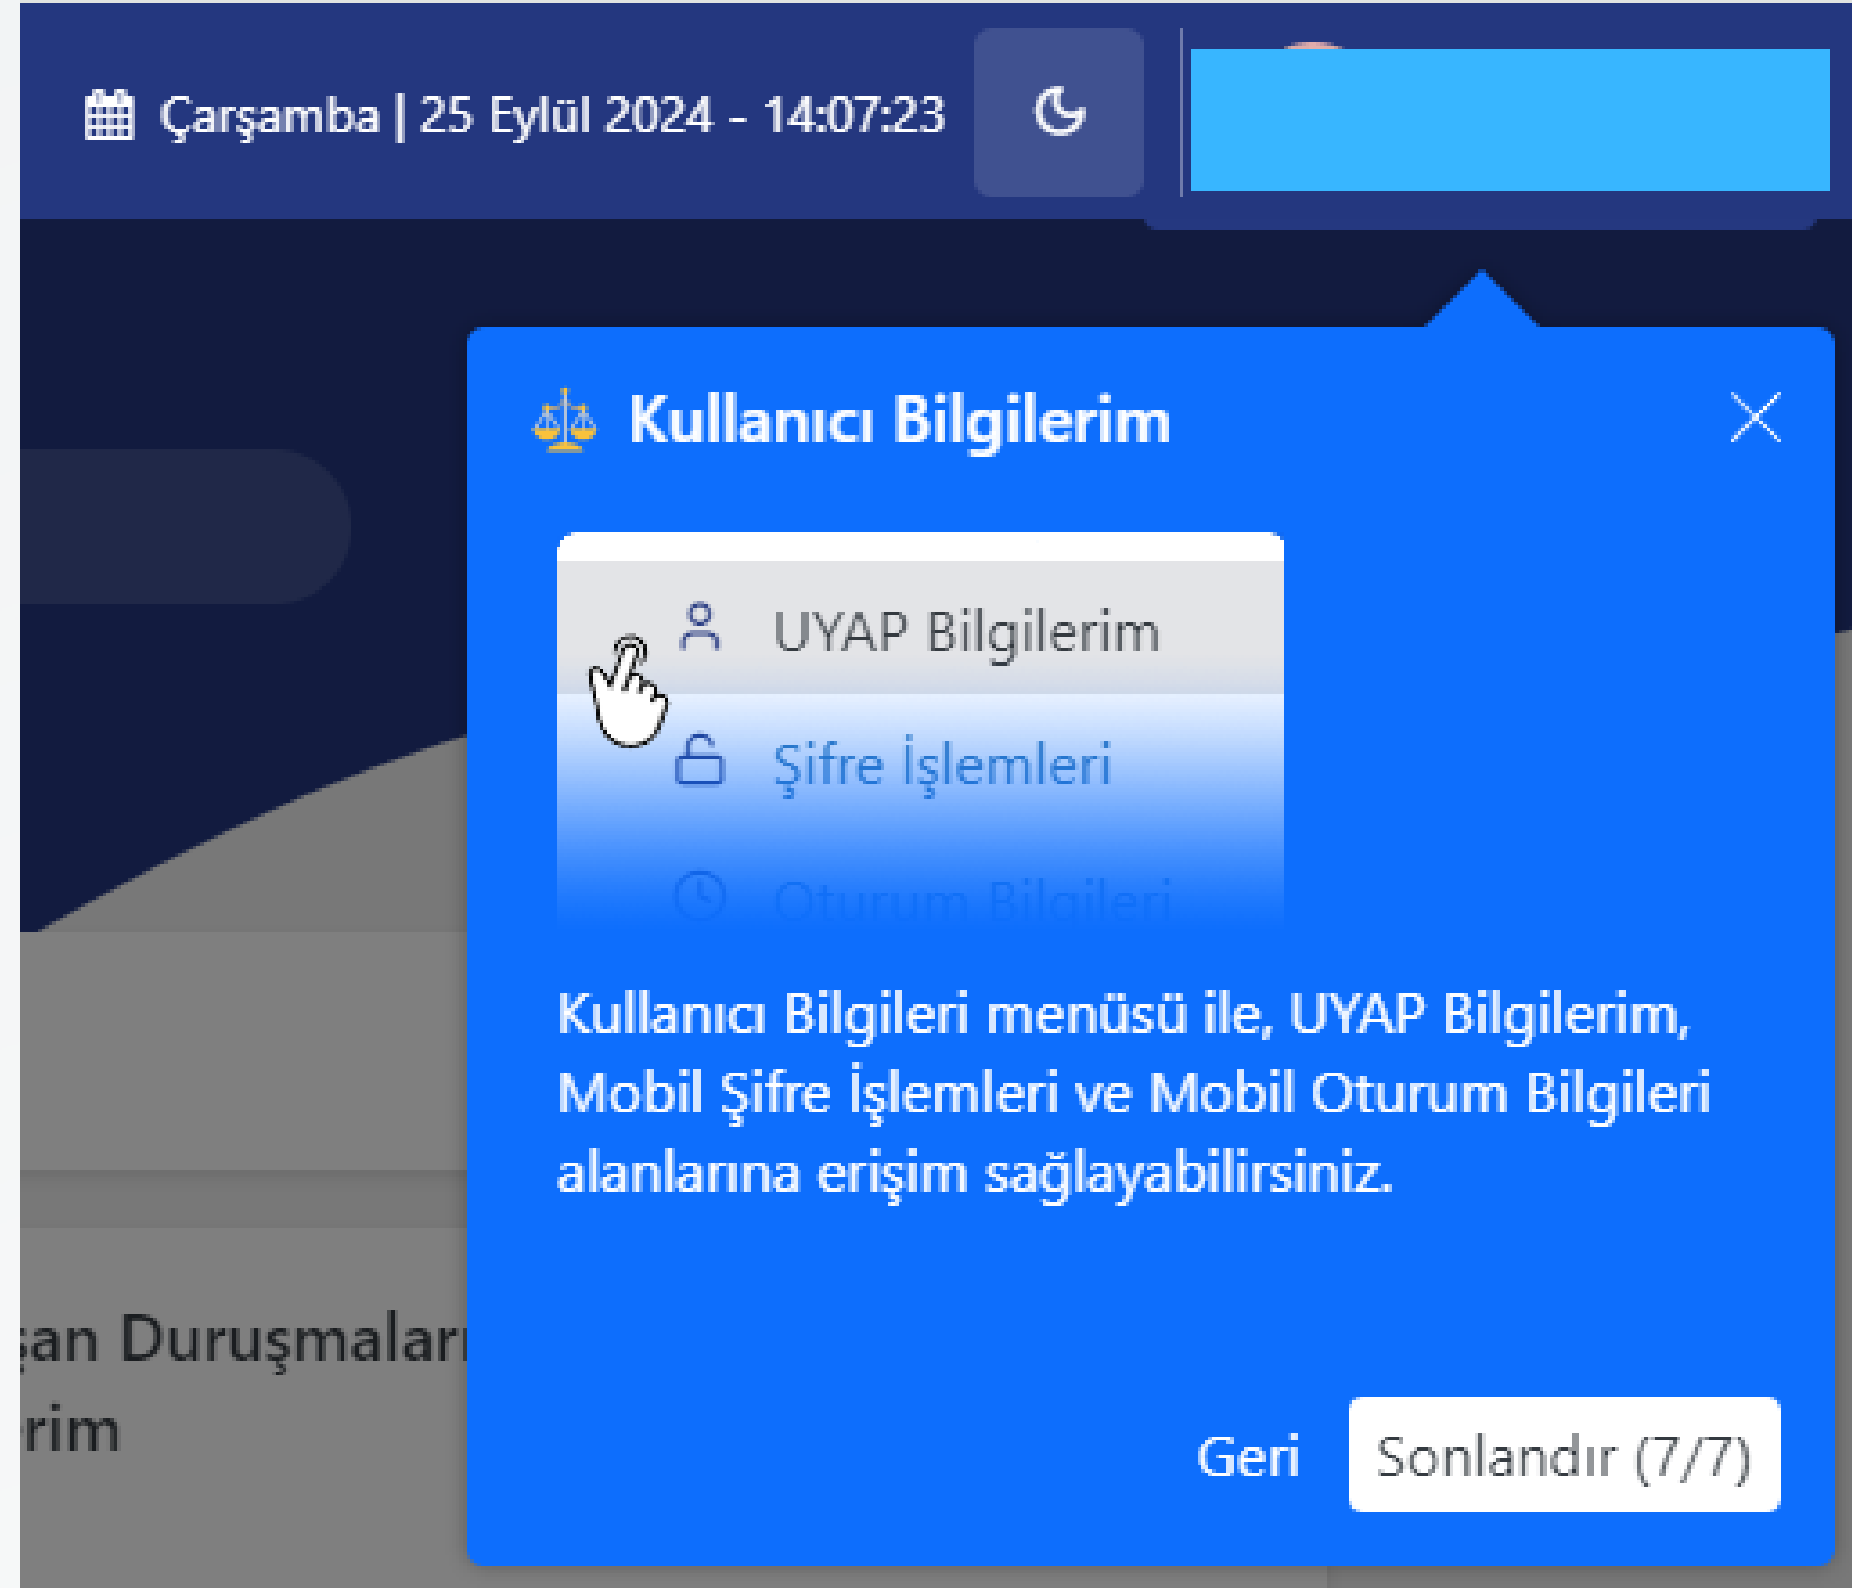 Çarşamba | 25 Eylül 2024 - 14:07:23
Kullanıcı Bilgilerim
UYAP Bilgilerim
Şifre İşlemleri
Oturum Bilgileri
Kullanıcı Bilgileri menüsü ile, UYAP Bilgilerim,
Mobil Şifre İşlemleri ve Mobil Oturum Bilgileri
alanlarına erişim sağlayabilirsiniz.
şan Duruşmaları
rim
Geri
Sonlandır (7/7)